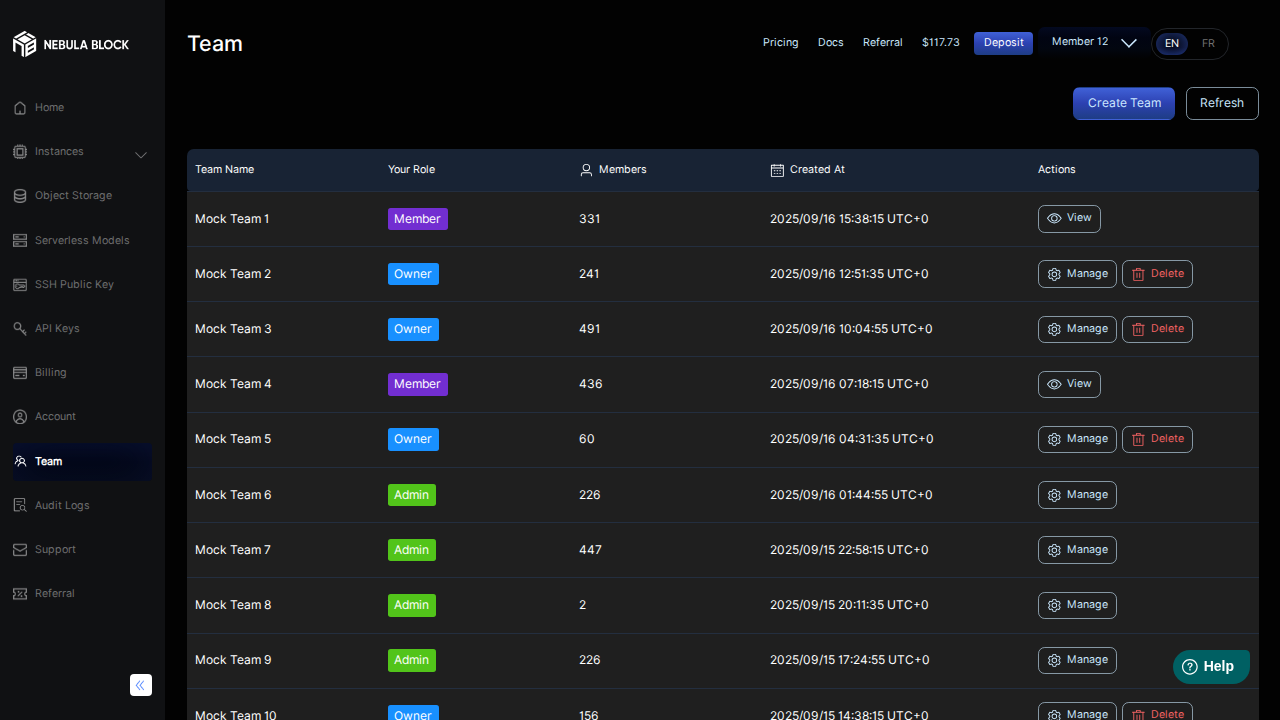 NEBULA BLOCK
Team
Pricing Docs Referral $117.73 Deposit Member 12 EN FR
Create Team Refresh
Home
Instances
Object Storage
Serverless Models
SSH Public Key
API Keys
Billing
Account
Team
Audit Logs
Support
Referral
Team Name Your Role Members Created At Actions
Mock Team 1 Member 331 2025/09/16 15:38:15 UTC+0 View
Mock Team 2 Owner 241 2025/09/16 12:51:35 UTC+0 Manage Delete
Mock Team 3 Owner 491 2025/09/16 10:04:55 UTC+0 Manage Delete
Mock Team 4 Member 436 2025/09/16 07:18:15 UTC+0 View
Mock Team 5 Owner 60 2025/09/16 04:31:35 UTC+0 Manage Delete
Mock Team 6 Admin 226 2025/09/16 01:44:55 UTC+0 Manage
Mock Team 7 Admin 447 2025/09/15 22:58:15 UTC+0 Manage
Mock Team 8 Admin 2 2025/09/15 20:11:35 UTC+0 Manage
Mock Team 9 Admin 226 2025/09/15 17:24:55 UTC+0 Manage
Mock Team 10 Owner 156 2025/09/15 14:38:15 UTC+0 Manage Delete
Help